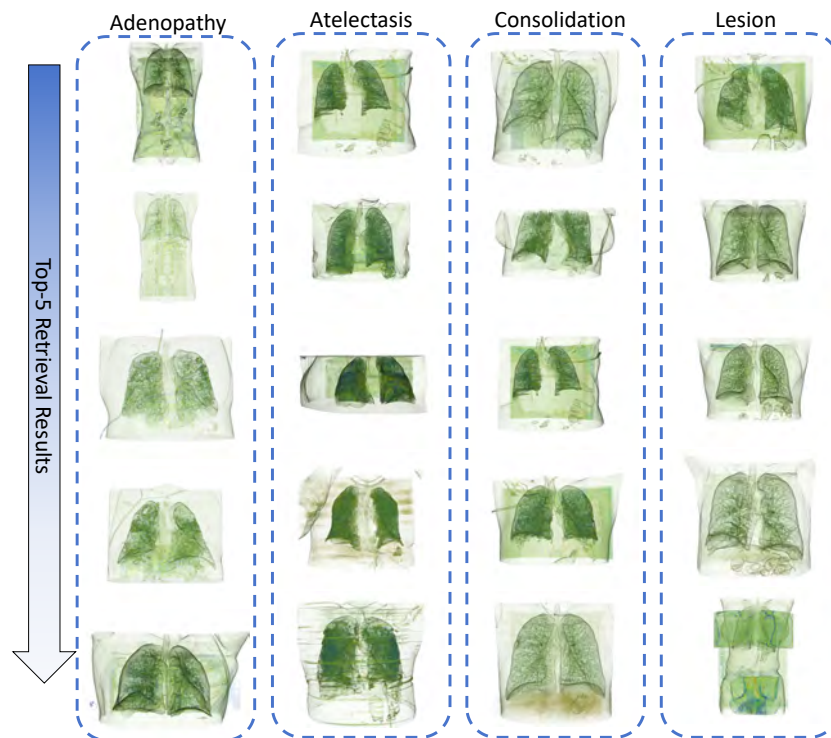 Adenopathy
Atelectasis
Consolidation
Lesion
Top-5 Retrieval Results